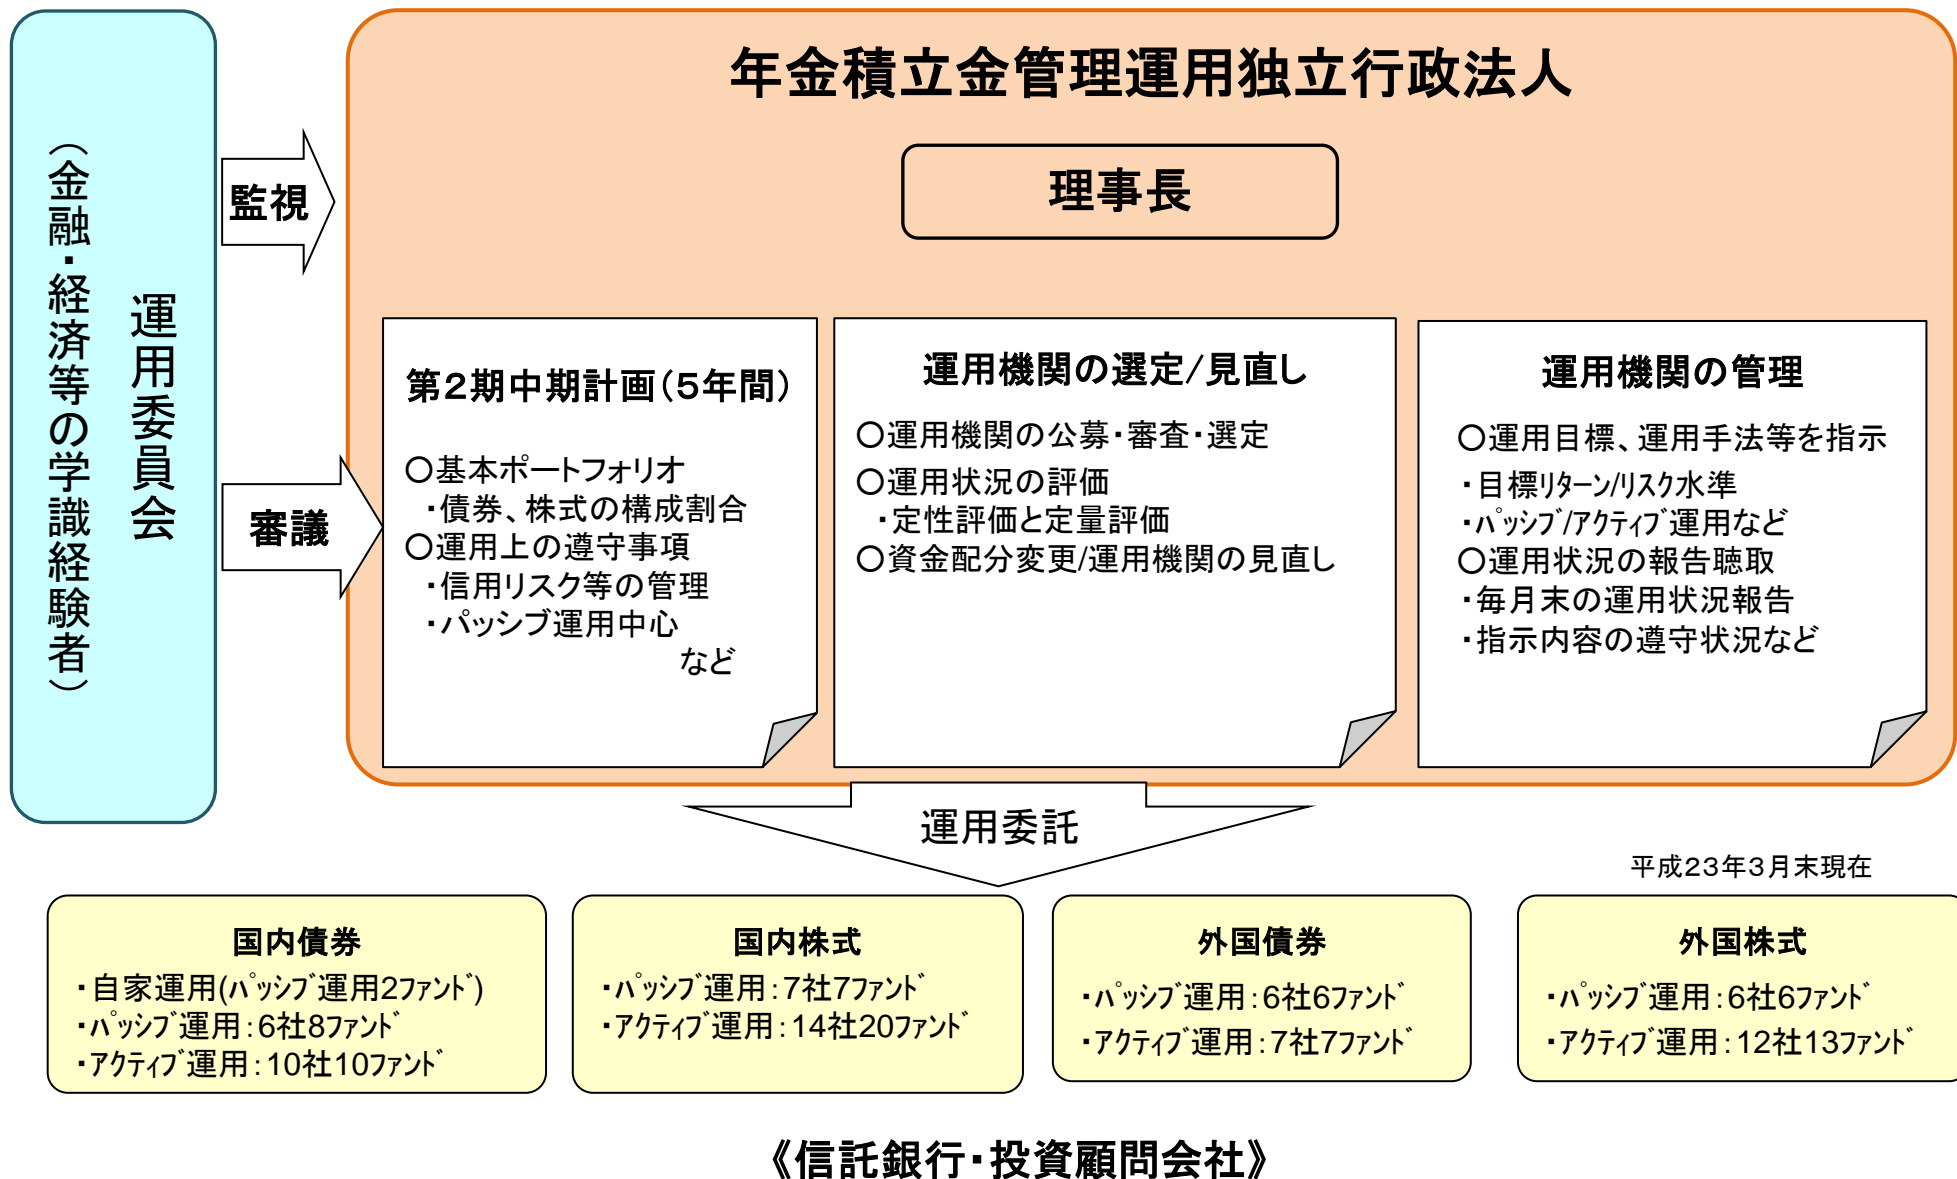 運用委員会
（金融・経済等の学識経験者）
監視
審議
年金積立金管理運用独立行政法人
理事長
第２期中期計画（５年間）
○基本ポートフォリオ
・債券、株式の構成割合
○運用上の遵守事項
・信用リスク等の管理
・パッシブ運用中心
など
運用機関の選定/見直し
○運用機関の公募・審査・選定
○運用状況の評価
・定性評価と定量評価
○資金配分変更/運用機関の見直し
運用機関の管理
○運用目標、運用手法等を指示
・目標ﾘﾀｰﾝ/ﾘｽｸ水準
・ﾊﾟｯｼﾌﾞ/ｱｸﾃｨﾌﾞ運用など
○運用状況の報告聴取
・毎月末の運用状況報告
・指示内容の遵守状況など
運用委託
平成２３年３月末現在
国内債券
・自家運用(ﾊﾟｯｼﾌﾞ運用2ﾌｧﾝﾄﾞ)
・ﾊﾟｯｼﾌﾞ運用：6社8ﾌｧﾝﾄﾞ
・ｱｸﾃｨﾌﾞ運用：10社10ﾌｧﾝﾄﾞ
国内株式
・ﾊﾟｯｼﾌﾞ運用：7社7ﾌｧﾝﾄﾞ
・ｱｸﾃｨﾌﾞ運用：14社20ﾌｧﾝﾄﾞ
外国債券
・ﾊﾟｯｼﾌﾞ運用：6社6ﾌｧﾝﾄﾞ
・ｱｸﾃｨﾌﾞ運用：7社7ﾌｧﾝﾄﾞ
外国株式
・ﾊﾟｯｼﾌﾞ運用：6社6ﾌｧﾝﾄﾞ
・ｱｸﾃｨﾌﾞ運用：12社13ﾌｧﾝﾄﾞ
《信託銀行・投資顧問会社》